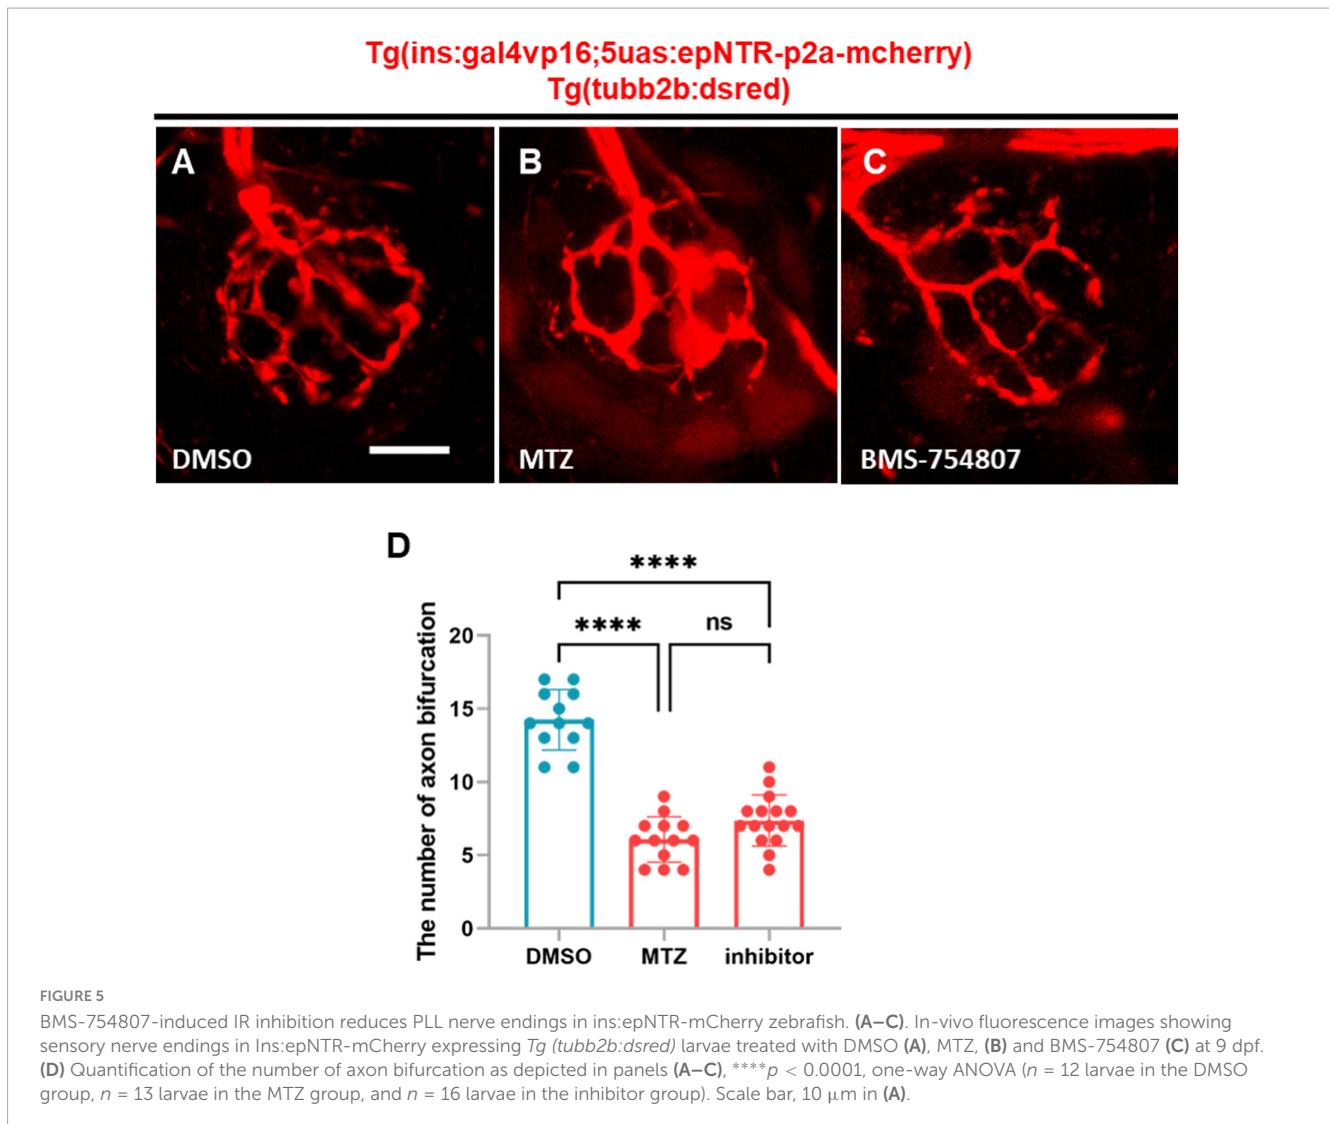 Tg(ins:gal4vp16;5uas:epNTR-p2a-mcherry)
Tg(tubb2b:dsred)
A
B
C
DMSO
MTZ
BMS-754807
D
****
****
ns
The number of axon bifurcation
20
15
10
5
0
DMSO
MTZ
inhibitor
FIGURE 5
BMS-754807-induced IR inhibition reduces PLL nerve endings in ins:epNTR-mCherry zebrafish. (A–C). In-vivo fluorescence images showing
sensory nerve endings in Ins:epNTR-mCherry expressing Tg (tubb2b:dsred) larvae treated with DMSO (A), MTZ, (B) and BMS-754807 (C) at 9 dpf.
(D) Quantification of the number of axon bifurcation as depicted in panels (A–C), ****p < 0.0001, one-way ANOVA (n = 12 larvae in the DMSO
group, n = 13 larvae in the MTZ group, and n = 16 larvae in the inhibitor group). Scale bar, 10 μm in (A).